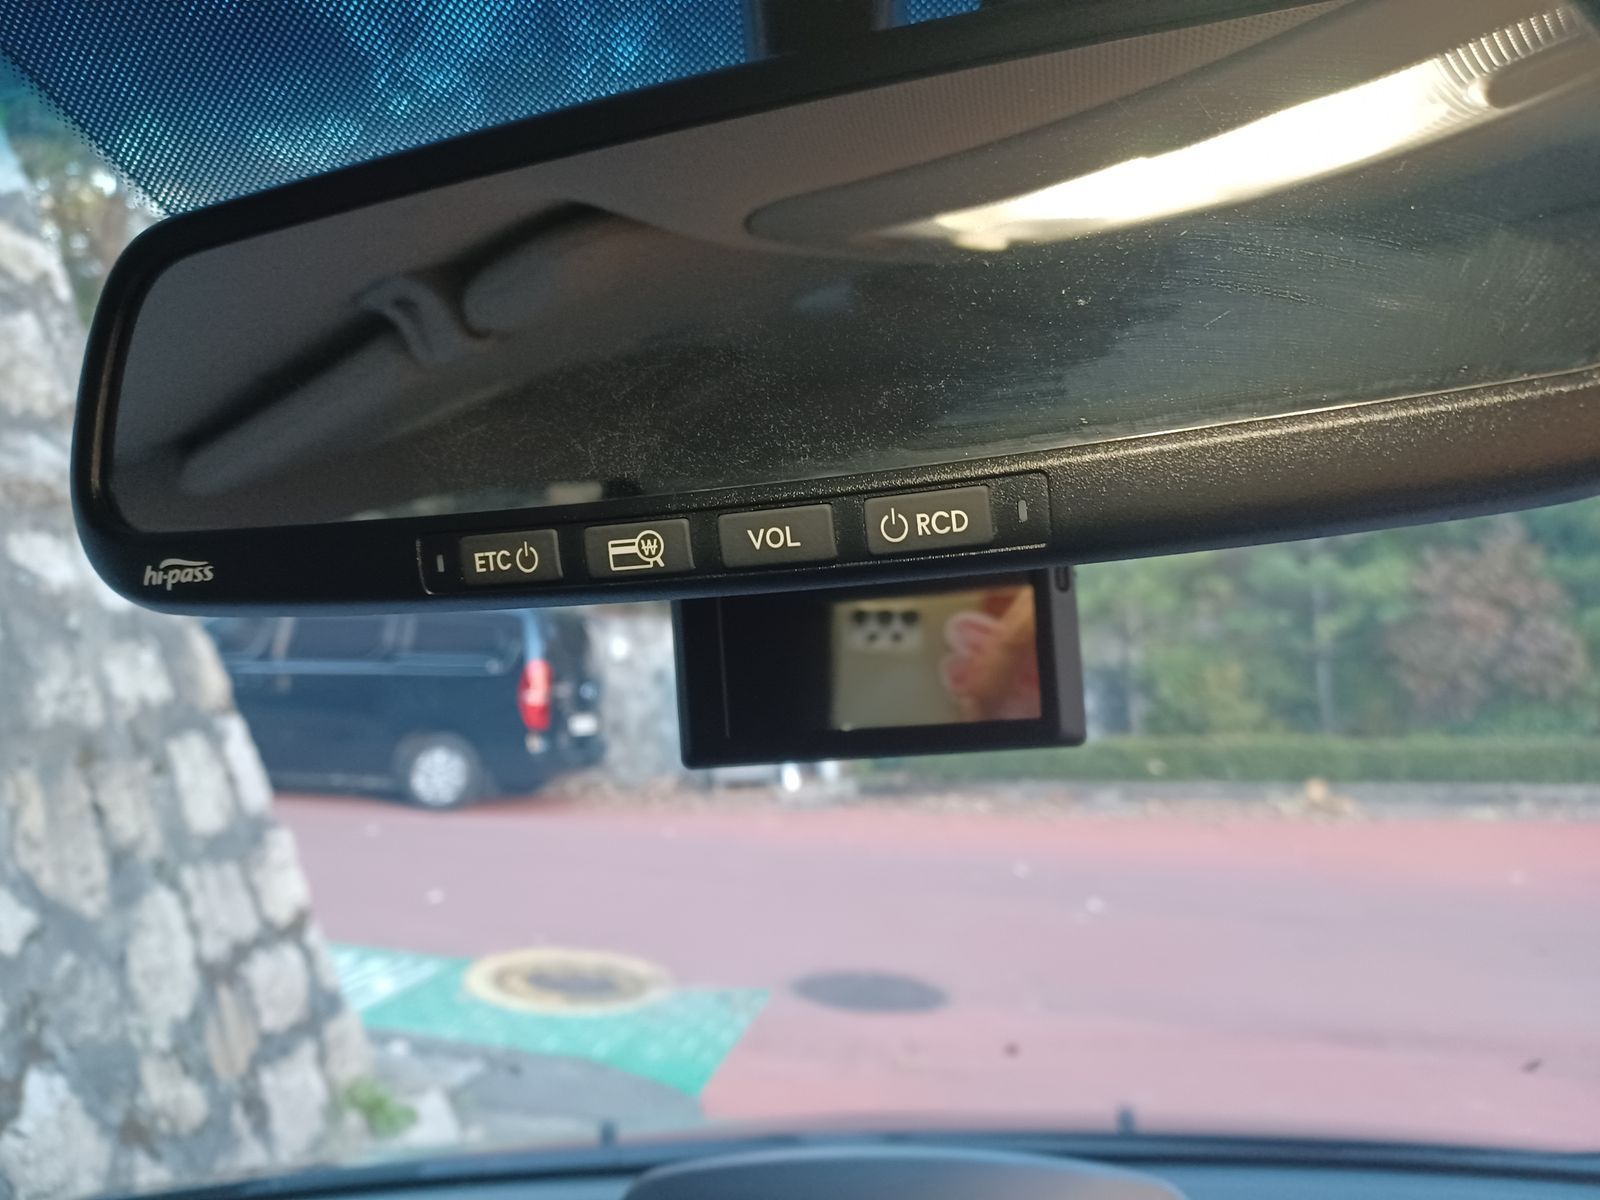 hi-pass
ETC
₩
VOL
RCD